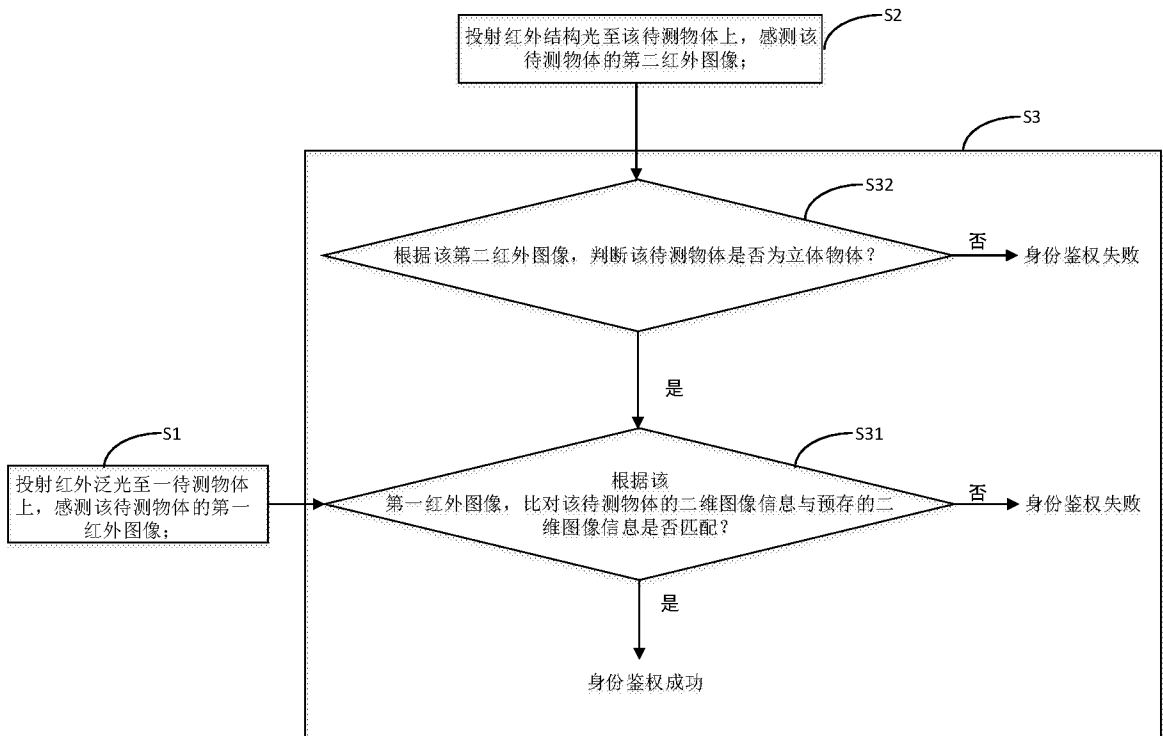 S2
投射红外结构光至该待测物体上，感测该
待测物体的第二红外图像；
S3
S32
根据该第二红外图像，判断该待测物体是否为立体物体？
否
身份鉴权失败
是
S1
投射红外泛光至一待测物体
上，感测该待测物体的第一
红外图像；
S31
根据该
第一红外图像，比对该待测物体的二维图像信息与预存的二
维图像信息是否匹配？
否
身份鉴权失败
是
身份鉴权成功